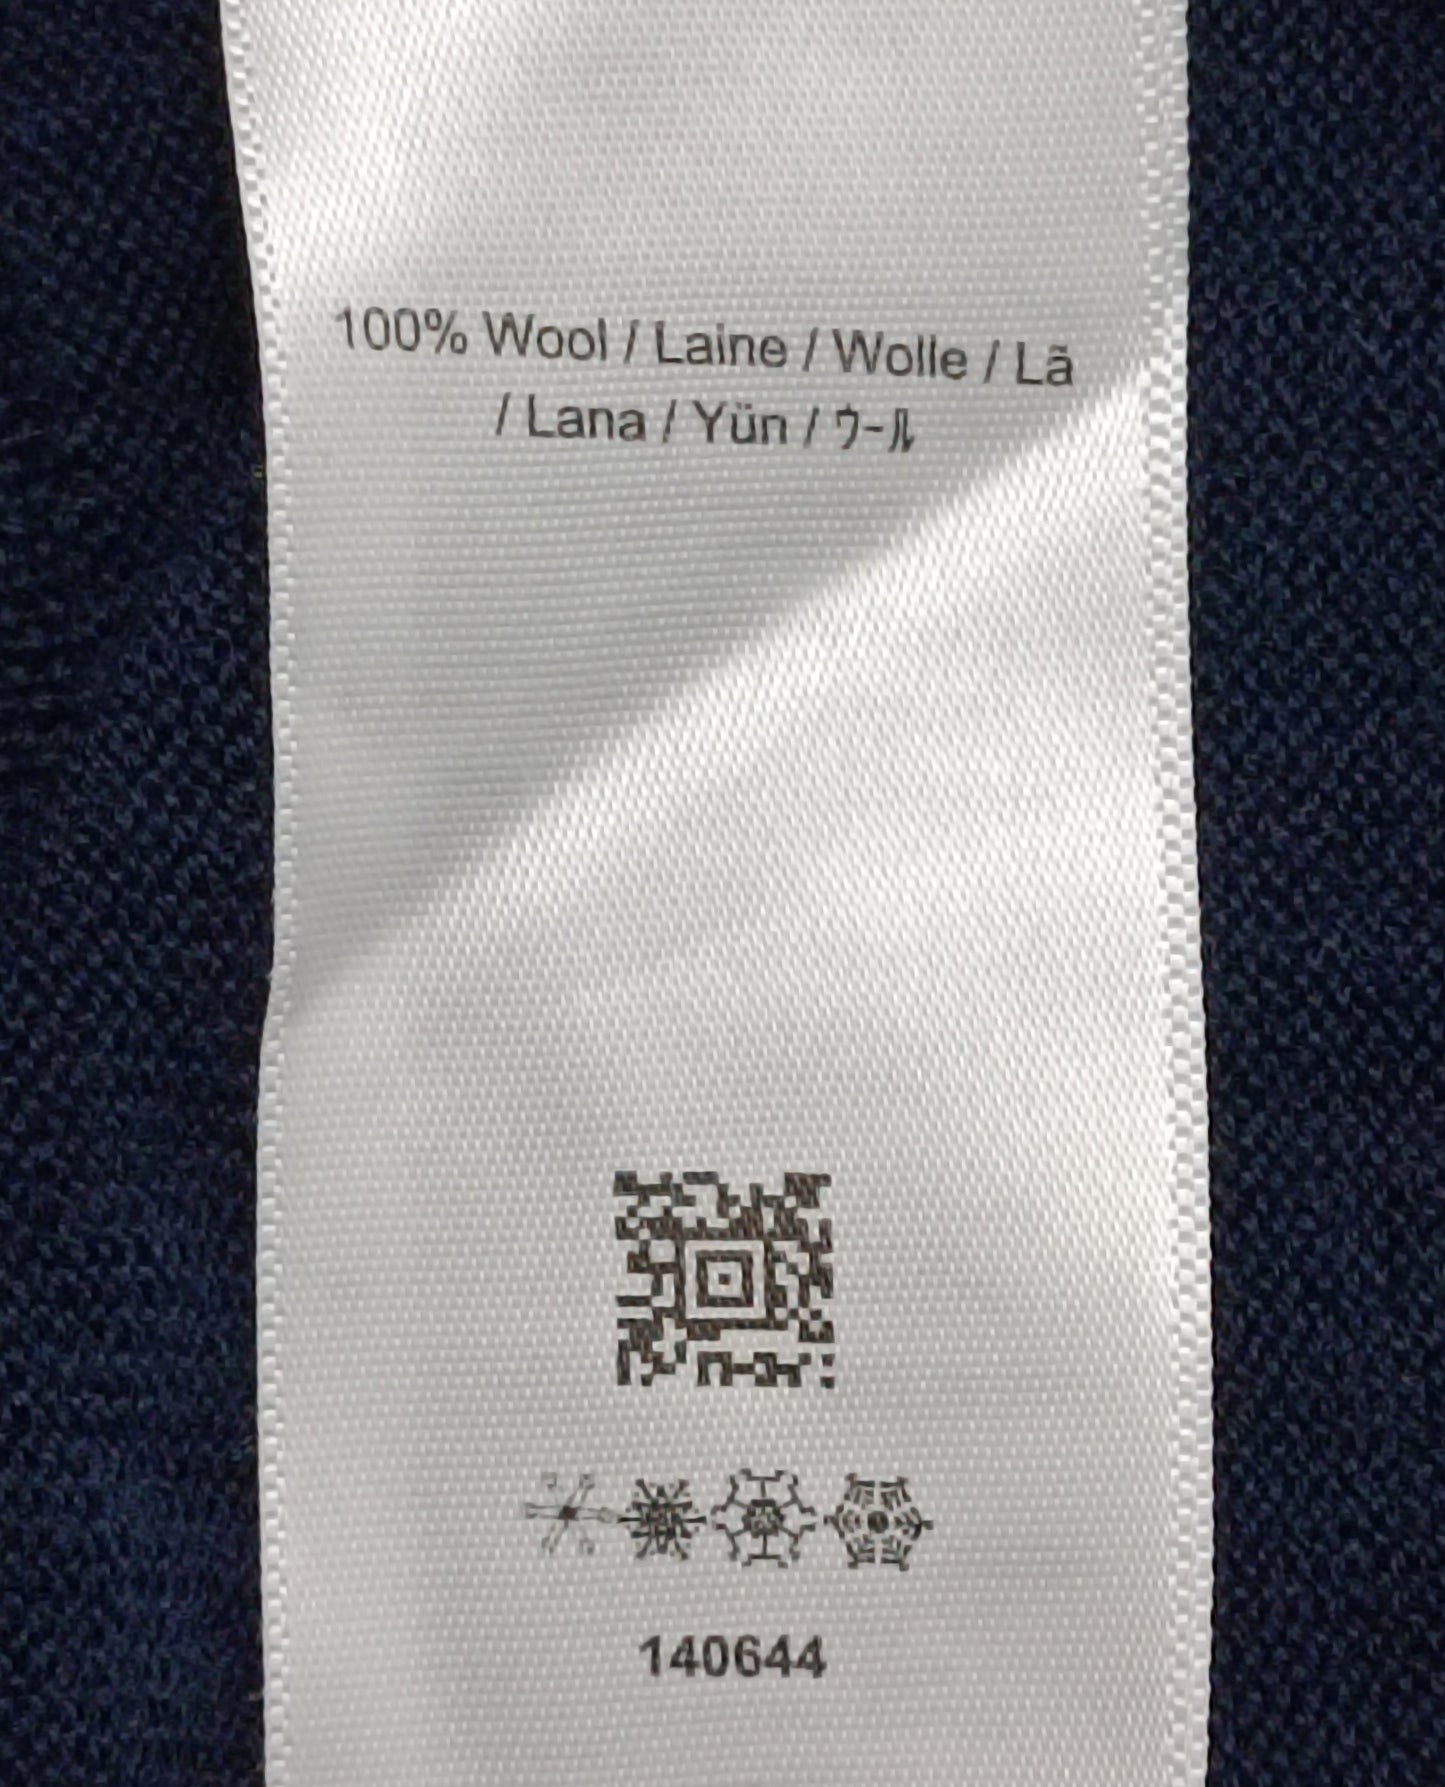 100% Wool / Laine / Wolle / Lã
/ Lana / Yün / ウール
140644